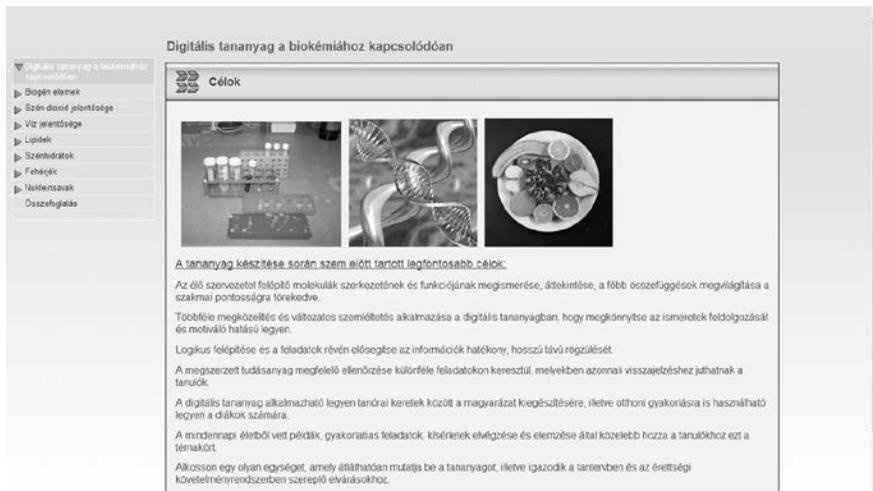 Digitális tananyag a biokémiához kapcsolódóan
Digitális tananyag a biokémiához
kapcsolódóan
Biogén elemek
Szén-dioxid jelentősége
Víz jelentősége
Lipidek
Szénhidrátok
Fehérjék
Nukleinsavak
Összefoglalás
Célok
A tananyag készítése során szem előtt tartott legfontosabb célok:
Az élő szervezetet felépítő molekulák szerkezetének és funkciójának megismerése, áttekintése, a főbb összefüggések megvilágítása a
szakmai pontosságra törekedve.
Többféle megközelítés és változatos szemléltetés alkalmazása a digitális tananyagban, hogy megkönnyítse az ismeretek feldolgozását
és motiváló hatású legyen.
Logikus felépítése és a feladatok révén elősegítse az információk hatékony, hosszú távú rögzülését.
A megszerzett tudásanyag megfelelő ellenőrzése különféle feladatokon keresztül, melyekben azonnali visszajelzéshez juthatnak a
tanulók.
A digitális tananyag alkalmazható legyen tanórai keretek között a magyarázat kiegészítésére, illetve otthoni gyakorlásra is használható
legyen a diákok számára.
A mindennapi életből vett példák, gyakorlatias feladatok, kísérletek elvégzése és elemzése által közelebb hozza a tanulókhoz ezt a
témakört.
Alkosson egy olyan egységet, amely átláthatóan mutatja be a tananyagot, illetve igazodik a tantervben és az érettségi
követelményrendszerben szereplő elvárásokhoz.